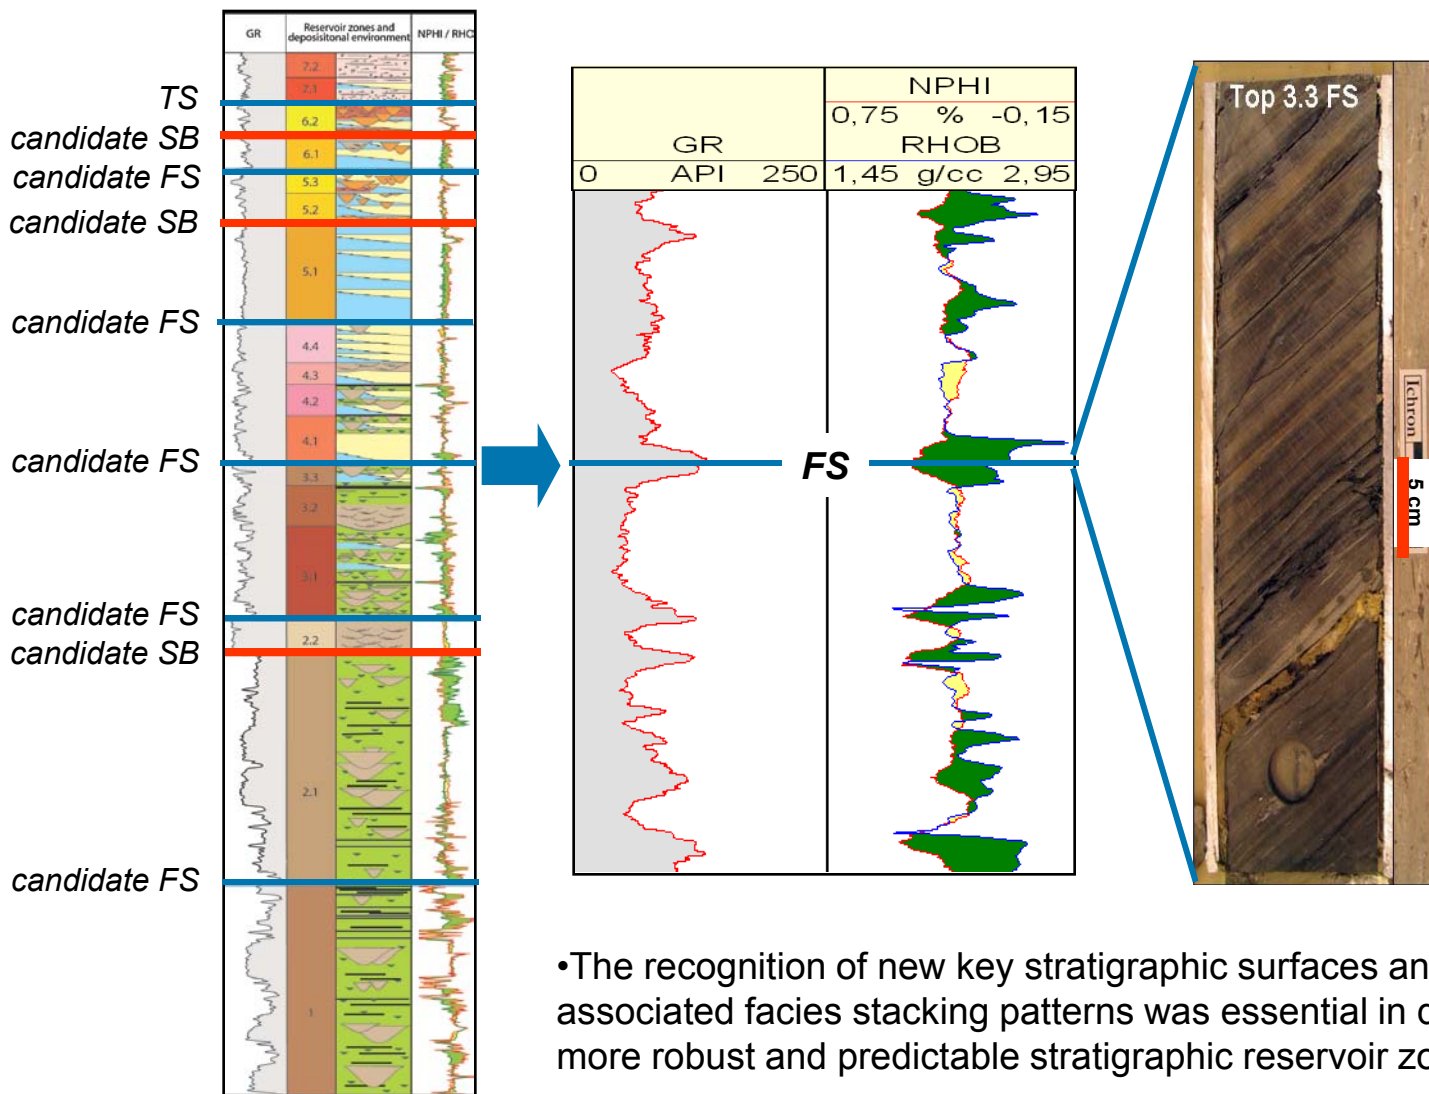 GR
Reservoir zones and
deposisitonal environment
NPHI / RHO
7.2
7.1
TS
6.2
candidate SB
6.1
candidate FS
5.3
5.2
candidate SB
5.1
candidate FS
4.4
4.3
4.2
4.1
candidate FS
3.3
3.2
3.1
candidate FS
2.2
candidate SB
2.1
candidate FS
1
NPHI
0,75 % -0,15
GR
RHOB
0 API 250
1,45 g/cc 2,95
FS
Top 3.3 FS
Ichron
5 cm
•The recognition of new key stratigraphic surfaces an
associated facies stacking patterns was essential in
more robust and predictable stratigraphic reservoir zo